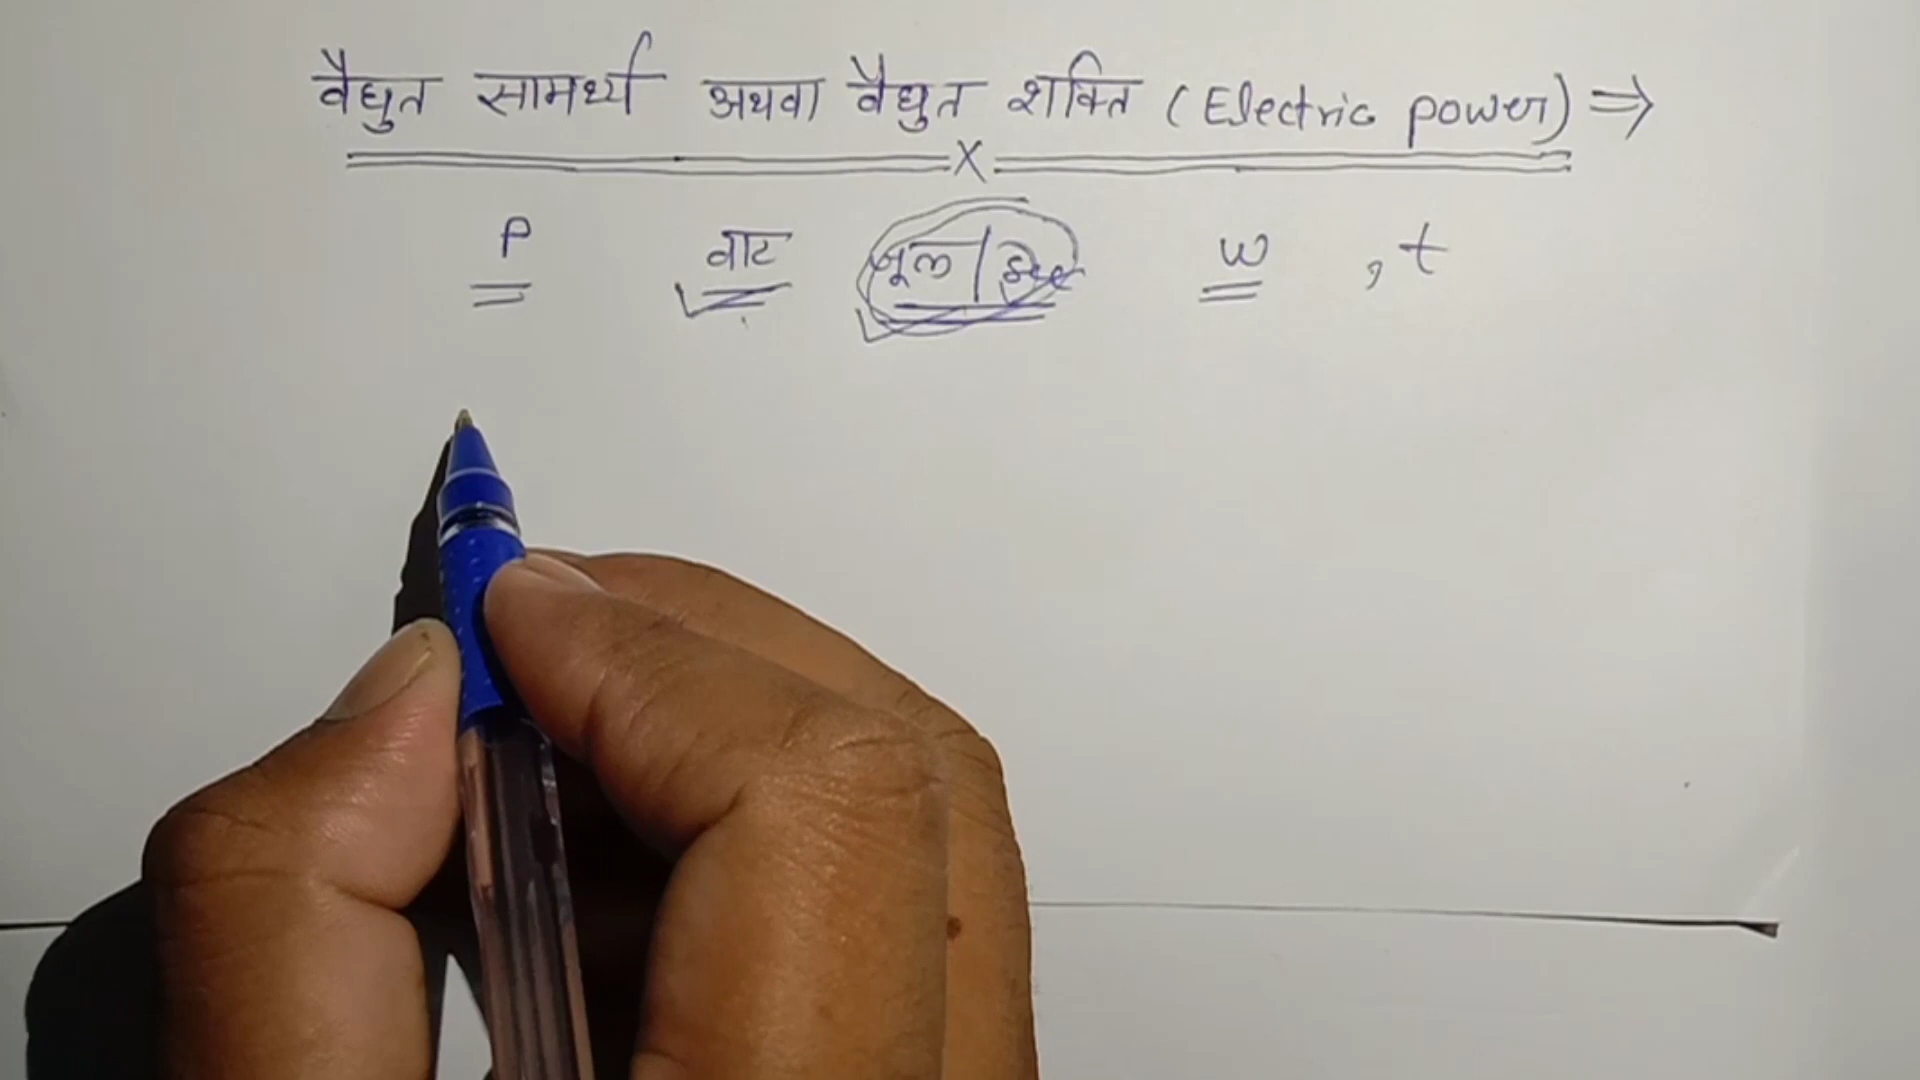 वैद्युत सामर्थ्य अथवा वैद्युत शक्ति (Electric power) ⇒
P वाट जूल/ W , t